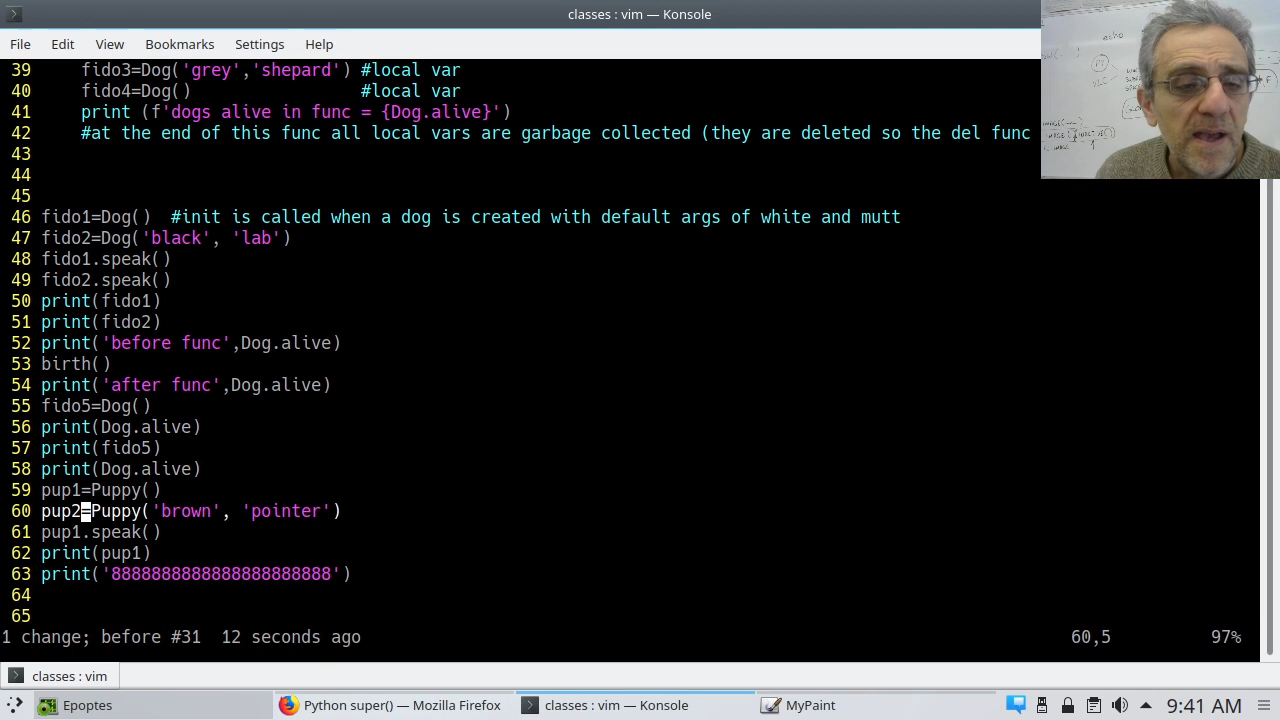 classes : vim — Konsole
File Edit View Bookmarks Settings Help
39 fido3=Dog('grey','shepard') #local var
40 fido4=Dog() #local var
41 print (f'dogs alive in func = {Dog.alive}')
42 #at the end of this func all local vars are garbage collected (they are deleted so the del func
43
44
45
46 fido1=Dog() #init is called when a dog is created with default args of white and mutt
47 fido2=Dog('black', 'lab')
48 fido1.speak()
49 fido2.speak()
50 print(fido1)
51 print(fido2)
52 print('before func',Dog.alive)
53 birth()
54 print('after func',Dog.alive)
55 fido5=Dog()
56 print(Dog.alive)
57 print(fido5)
58 print(Dog.alive)
59 pup1=Puppy()
60 pup2=Puppy('brown', 'pointer')
61 pup1.speak()
62 print(pup1)
63 print('8888888888888888888888')
64
65
1 change; before #31 12 seconds ago 60,5 97%
classes : vim
Epoptes Python super() — Mozilla Firefox classes : vim — Konsole MyPaint 9:41 AM
echo